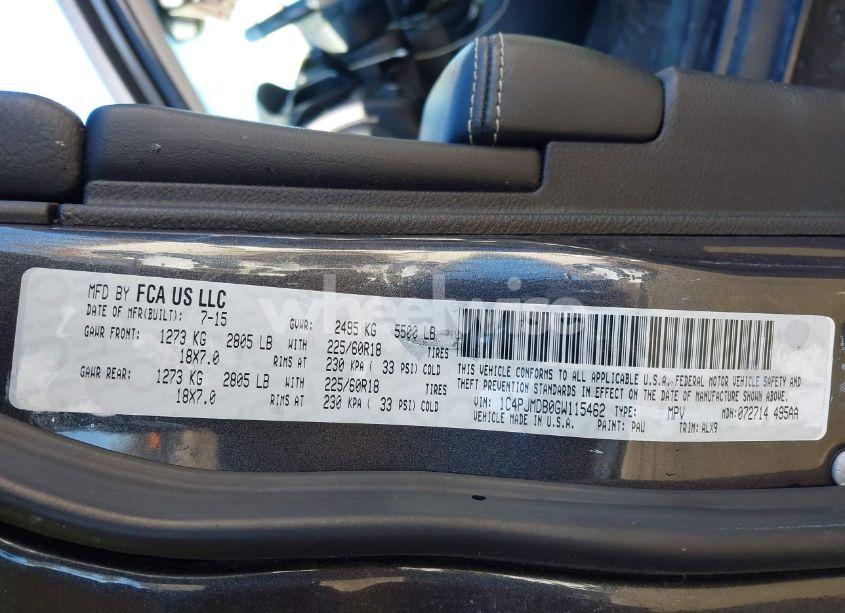 MFD BY FCA US LLC
DATE OF MFR(BUILT): 7-15 GVWR: 2495 KG 5500 LB
GAWR FRONT: 1273 KG 2805 LB WITH 225/60R18 TIRES
18X7.0 RIMS AT 230 KPA ( 33 PSI) COLD
GAWR REAR: 1273 KG 2805 LB WITH 225/60R18 TIRES
18X7.0 RIMS AT 230 KPA ( 33 PSI) COLD
THIS VEHICLE CONFORMS TO ALL APPLICABLE U.S.A. FEDERAL MOTOR VEHICLE SAFETY AND
THEFT PREVENTION STANDARDS IN EFFECT ON THE DATE OF MANUFACTURE SHOWN ABOVE.
VIN: 1C4PJMDB0GW115462 TYPE: MPV MDH: 072714 495AA
VEHICLE MADE IN U.S.A. PAINT: PAU TRIM: ALX9
wheelwise